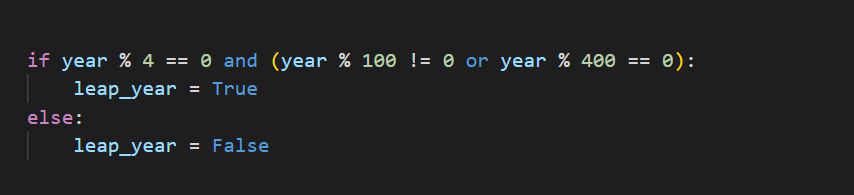 if year % 4 == 0 and (year % 100 != 0 or year % 400 == 0):
    leap_year = True
else:
    leap_year = False